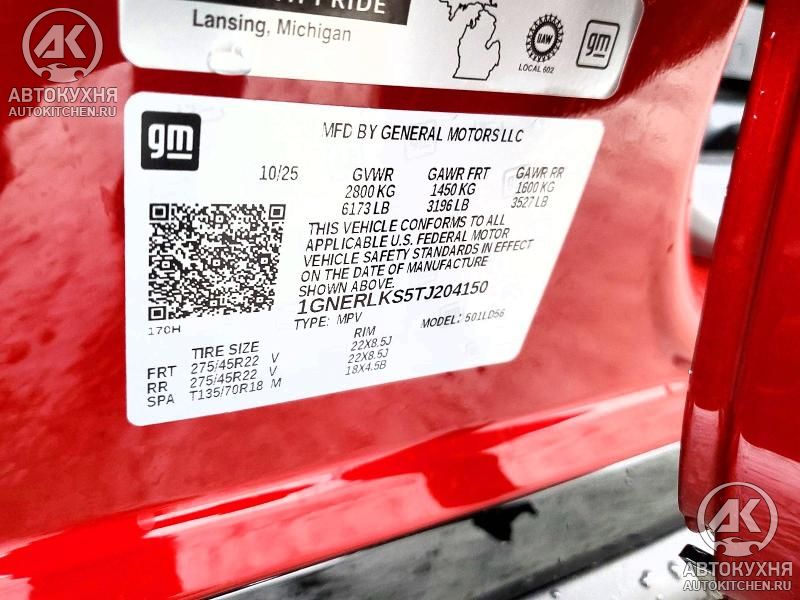 PRIDE
Lansing, Michigan
UAW
LOCAL 602
gm
АК
АВТОКУХНЯ
AUTOKITCHEN.RU
gm
MFD BY GENERAL MOTORS LLC
10/25 GVWR GAWR FRT GAWR RR
2800 KG 1450 KG 1600 KG
6173 LB 3196 LB 3527 LB
THIS VEHICLE CONFORMS TO ALL
APPLICABLE U.S. FEDERAL MOTOR
VEHICLE SAFETY STANDARDS IN EFFECT
ON THE DATE OF MANUFACTURE
SHOWN ABOVE.
1GNERLKS5TJ204150
TYPE: MPV MODEL: 501LD56
170H
TIRE SIZE RIM
FRT 275/45R22 V 22X8.5J
RR 275/45R22 V 22X8.5J
SPA T135/70R18 M 18X4.5B
АК
АВТОКУХНЯ
AUTOKITCHEN.RU